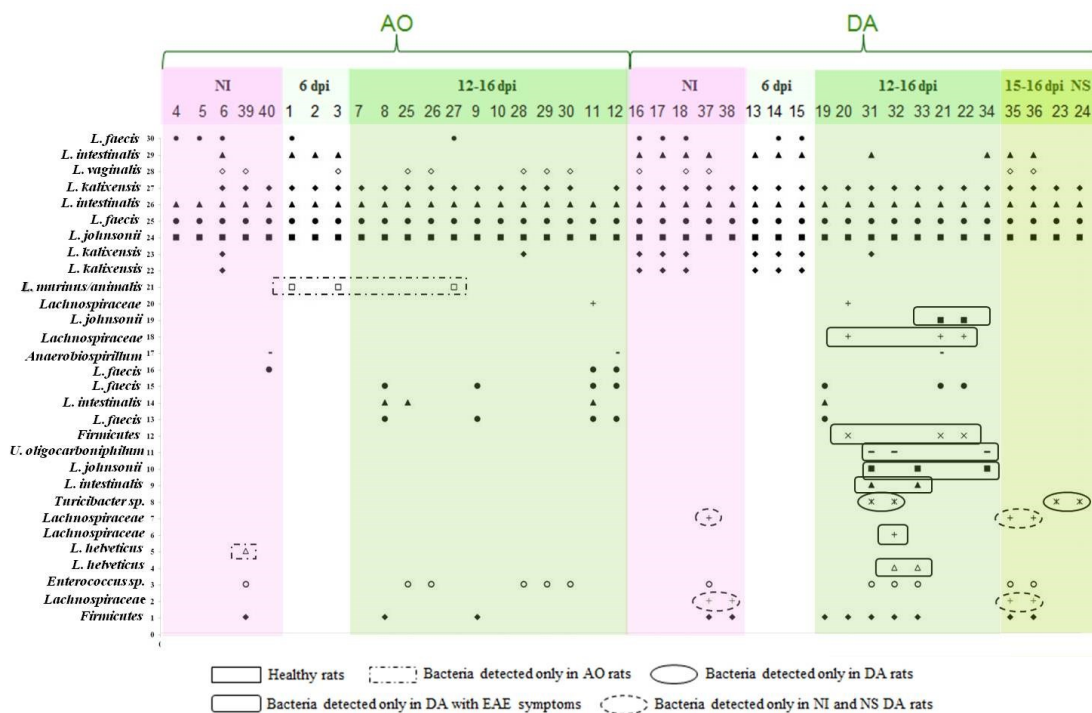 AO DA
NI 6 dpi 12-16 dpi NI 6 dpi 12-16 dpi 15-16 dpi NS
4 5 6 39 40 1 2 3 7 8 25 26 27 9 10 28 29 30 11 12 16 17 18 37 38 13 14 15 19 20 31 32 33 21 22 34 35 36 23 24
L. faecis 30
L. intestinalis 29
L. vaginalis 28
L. kalixensis 27
L. intestinalis 26
L. faecis 25
L. johnsonii 24
L. kalixensis 23
L. kalixensis 22
L. murinus/animalis 21
Lachnospiraceae 20
L. johnsonii 19
Lachnospiraceae 18
Anaerobiospirillum 17
L. faecis 16
L. faecis 15
L. intestinalis 14
L. faecis 13
Firmicutes 12
U. oligocarboniphilum 11
L. johnsonii 10
L. intestinalis 9
Turicibacter sp. 8
Lachnospiraceae 7
Lachnospiraceae 6
L. helveticus 5
L. helveticus 4
Enterococcus sp. 3
Lachnospiraceae 2
Firmicutes 1
0
Healthy rats Bacteria detected only in AO rats Bacteria detected only in DA rats
Bacteria detected only in DA with EAE symptoms Bacteria detected only in NI and NS DA rats